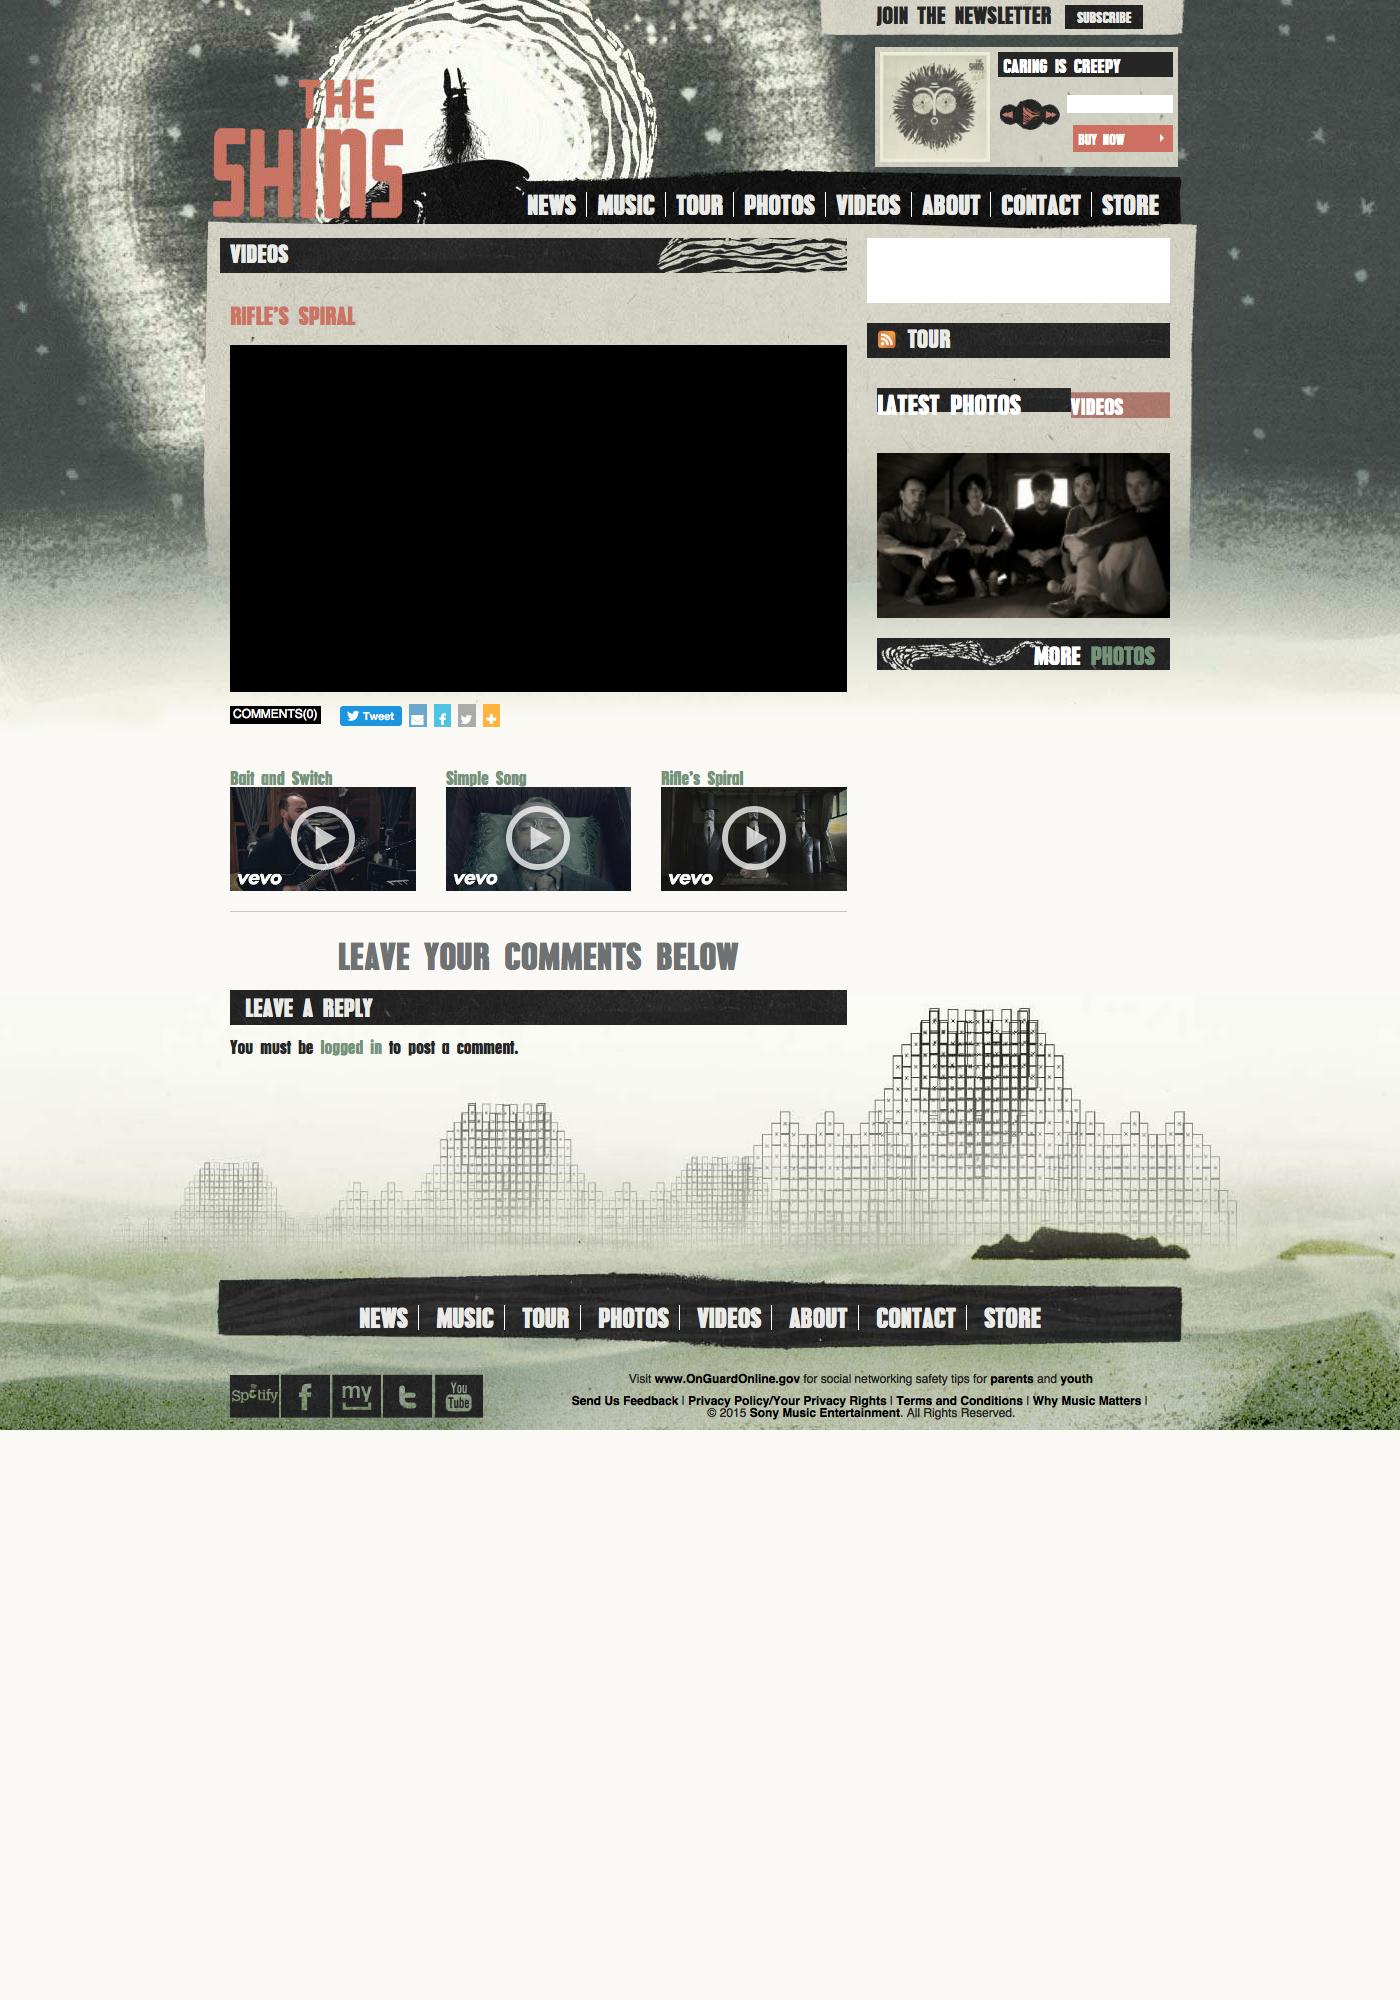 JOIN THE NEWSLETTER SUBSCRIBE
THE
SHINS
CARING IS CREEPY
BUY NOW
NEWS MUSIC TOUR PHOTOS VIDEOS ABOUT CONTACT STORE
VIDEOS
RIFLE'S SPIRAL
TOUR
LATEST PHOTOS VIDEOS
MORE PHOTOS
COMMENTS(0) Tweet
Bait and Switch Simple Song Rifle's Spiral
vevo vevo vevo
LEAVE YOUR COMMENTS BELOW
LEAVE A REPLY
You must be logged in to post a comment.
NEWS MUSIC TOUR PHOTOS VIDEOS ABOUT CONTACT STORE
Spotify f my t You Tube
Visit www.OnGuardOnline.gov for social networking safety tips for parents and youth
Send Us Feedback | Privacy Policy/Your Privacy Rights | Terms and Conditions | Why Music Matters |
© 2015 Sony Music Entertainment. All Rights Reserved.